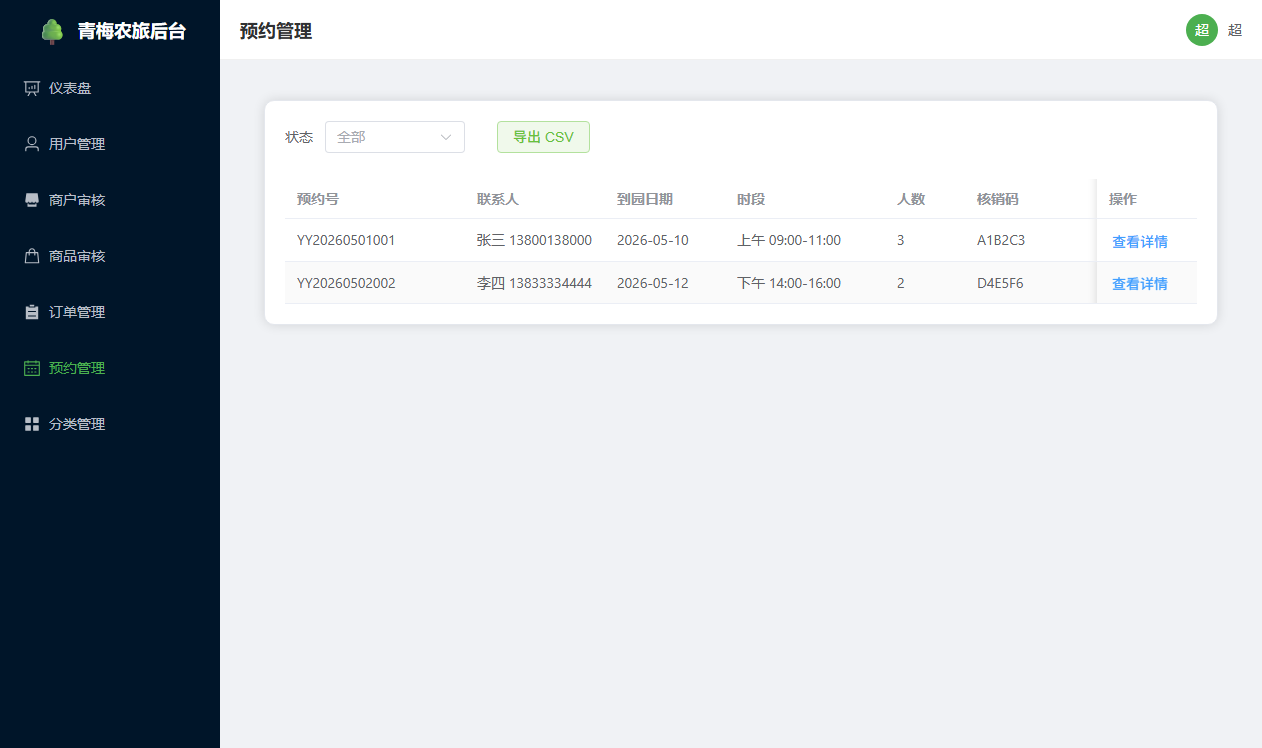 青梅农旅后台
预约管理
超 超
仪表盘
用户管理
商户审核
商品审核
订单管理
预约管理
分类管理
状态 全部 导出 CSV
预约号 联系人 到园日期 时段 人数 核销码 操作
YY20260501001 张三 13800138000 2026-05-10 上午 09:00-11:00 3 A1B2C3 查看详情
YY20260502002 李四 13833334444 2026-05-12 下午 14:00-16:00 2 D4E5F6 查看详情